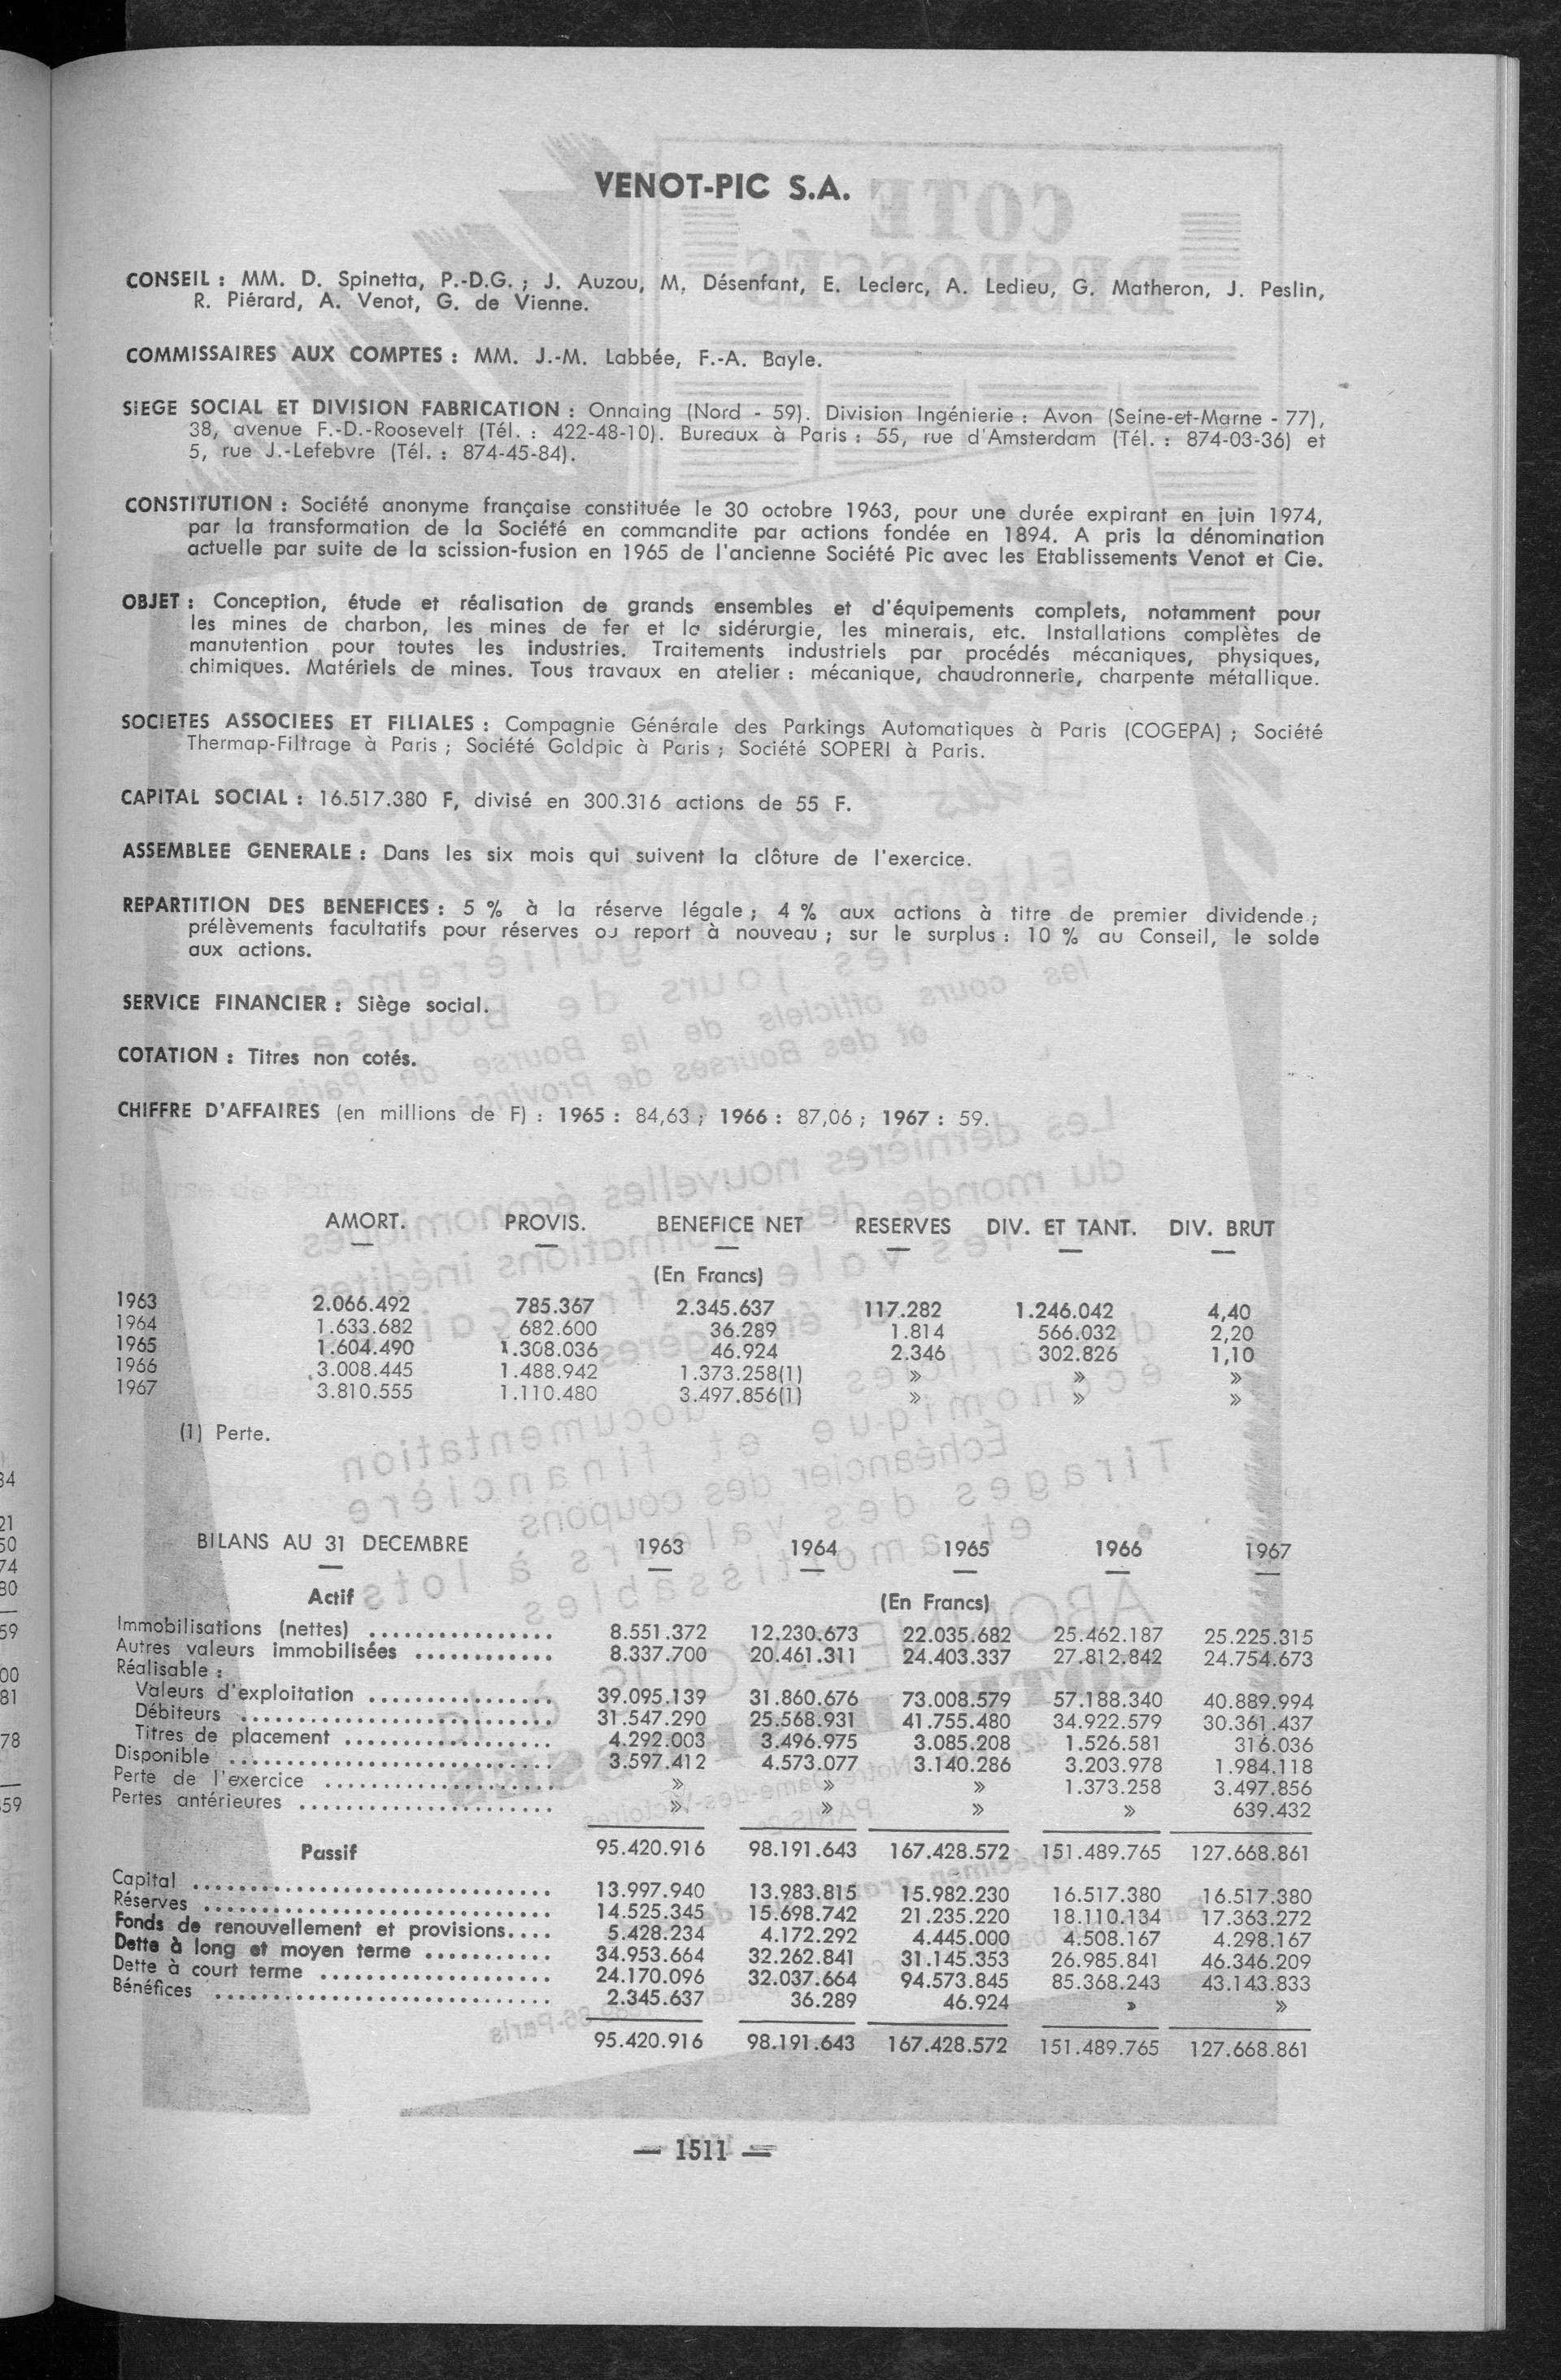 VENOT-PIC S.A.
CONSEIL : MM. D. Spinetta, P.-D.G. ; J. Auzou, M. Désenfant, E. Leclerc, A. Ledieu, G. Matheron, J. Peslin,
R. Piérard, A. Venot, G. de Vienne.
COMMISSAIRES AUX COMPTES : MM. J.-M. Labbée, F.-A. Bayle.
SIEGE SOCIAL ET DIVISION FABRICATION : Onnaing (Nord - 59). Division Ingénierie : Avon (Seine-et-Marne - 77),
38, avenue F.-D.-Roosevelt (Tél. : 422-48-10). Bureaux à Paris : 55, rue d'Amsterdam (Tél. : 874-03-36) et
5, rue J.-Lefebvre (Tél. : 874-45-84).
CONSTITUTION : Société anonyme française constituée le 30 octobre 1963, pour une durée expirant en juin 1974,
par la transformation de la Société en commandite par actions fondée en 1894. A pris la dénomination
actuelle par suite de la scission-fusion en 1965 de l'ancienne Société Pic avec les Etablissements Venot et Cie.
OBJET : Conception, étude et réalisation de grands ensembles et d'équipements complets, notamment pour
les mines de charbon, les mines de fer et la sidérurgie, les minerais, etc. Installations complètes de
manutention pour toutes les industries. Traitements industriels par procédés mécaniques, physiques,
chimiques. Matériels de mines. Tous travaux en atelier : mécanique, chaudronnerie, charpente métallique.
SOCIETES ASSOCIEES ET FILIALES : Compagnie Générale des Parkings Automatiques à Paris (COGEPA) ; Société
Thermap-Filtrage à Paris ; Société Goldpic à Paris ; Société SOPERI à Paris.
CAPITAL SOCIAL : 16.517.380 F, divisé en 300.316 actions de 55 F.
ASSEMBLEE GENERALE : Dans les six mois qui suivent la clôture de l'exercice.
REPARTITION DES BENEFICES : 5 % à la réserve légale ; 4 % aux actions à titre de premier dividende ;
prélèvements facultatifs pour réserves ou report à nouveau ; sur le surplus : 10 % au Conseil, le solde
aux actions.
SERVICE FINANCIER : Siège social.
COTATION : Titres non cotés.
CHIFFRE D'AFFAIRES (en millions de F) : 1965 : 84,63 ; 1966 : 87,06 ; 1967 : 59.
AMORT. PROVIS. BENEFICE NET RESERVES DIV. ET TANT. DIV. BRUT
(En Francs)
1963 2.066.492 785.367 2.345.637 117.282 1.246.042 4,40
1964 1.633.682 682.600 36.289 1.814 566.032 2,20
1965 1.604.490 1.308.036 46.924 2.346 302.826 1,10
1966 3.008.445 1.488.942 1.373.258(1) » » »
1967 3.810.555 1.110.480 3.497.856(1) » » »
(1) Perte.
BILANS AU 31 DECEMBRE 1963 1964 1965 1966 1967
Actif (En Francs)
Immobilisations (nettes) ................ 8.551.372 12.230.673 22.035.682 25.462.187 25.225.315
Autres valeurs immobilisées ............ 8.337.700 20.461.311 24.403.337 27.812.842 24.754.673
Réalisable :
Valeurs d'exploitation ................ 39.095.139 31.860.676 73.008.579 57.188.340 40.889.994
Débiteurs ........................... 31.547.290 25.568.931 41.755.480 34.922.579 30.361.437
Titres de placement .................. 4.292.003 3.496.975 3.085.208 1.526.581 316.036
Disponible ............................ 3.597.412 4.573.077 3.140.286 3.203.978 1.984.118
Perte de l'exercice .................... » » » 1.373.258 3.497.856
Pertes antérieures ...................... » » » » 639.432
95.420.916 98.191.643 167.428.572 151.489.765 127.668.861
Passif
Capital ............................... 13.997.940 13.983.815 15.982.230 16.517.380 16.517.380
Réserves .............................. 14.525.345 15.698.742 21.235.220 18.110.134 17.363.272
Fonds de renouvellement et provisions.... 5.428.234 4.172.292 4.445.000 4.508.167 4.298.167
Dette à long et moyen terme ........... 34.953.664 32.262.841 31.145.353 26.985.841 46.346.209
Dette à court terme .................... 24.170.096 32.037.664 94.573.845 85.368.243 43.143.833
Bénéfices ............................. 2.345.637 36.289 46.924 » »
95.420.916 98.191.643 167.428.572 151.489.765 127.668.861
— 1511 —